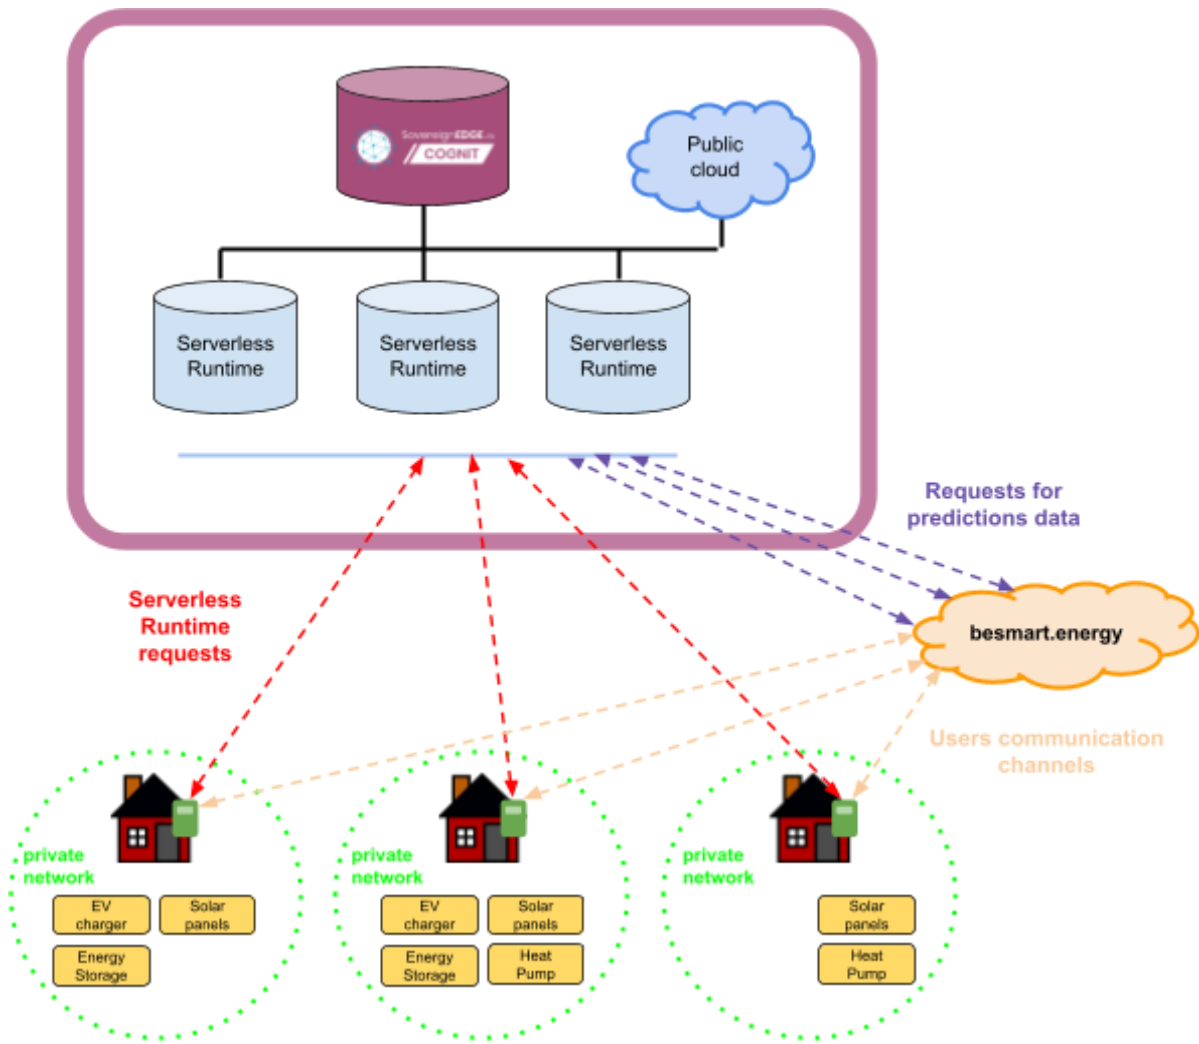 SovereignEDGE.
COGNIT
Public
cloud
Serverless
Runtime
Serverless
Runtime
Serverless
Runtime
Requests for
predictions data
Serverless
Runtime
requests
besmart.energy
Users communication
channels
private
network
EV
charger
Solar
panels
Energy
Storage
private
network
EV
charger
Solar
panels
Energy
Storage
Heat
Pump
private
network
Solar
panels
Heat
Pump